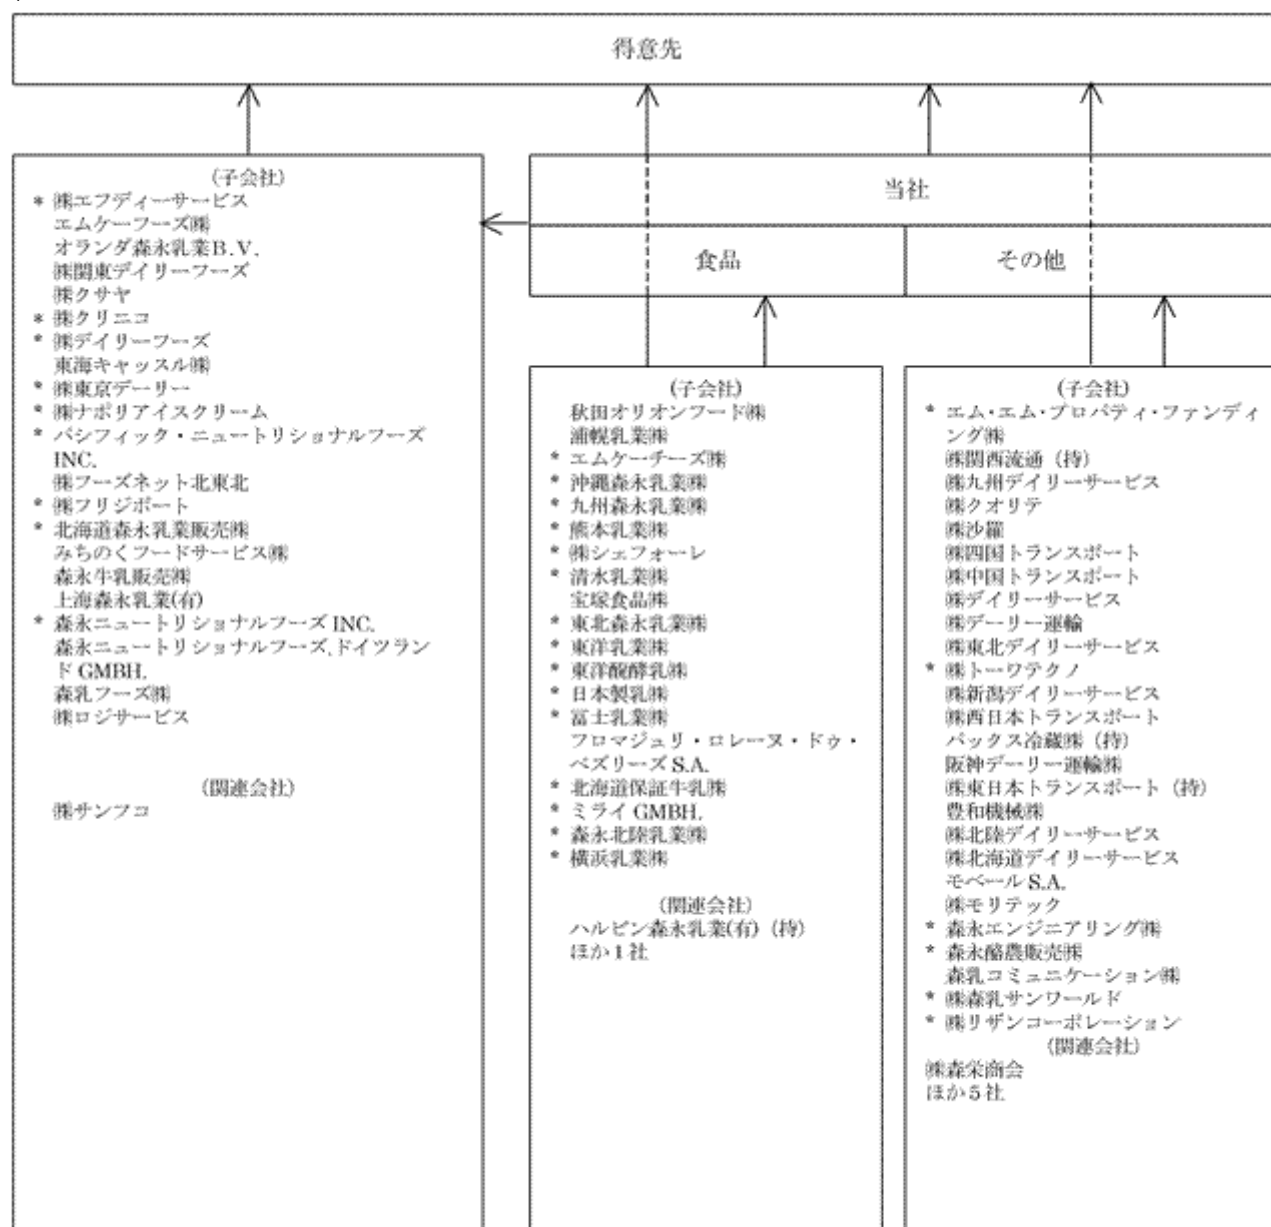 得意先
(子会社)
* ㈱エフディーサービス
エムケーフーズ㈱
オランダ森永乳業B.V.
㈱関東デイリーフーズ
㈱クサヤ
* ㈱クリニコ
* ㈱デイリーフーズ
東海キャッスル㈱
* ㈱東京デーリー
* ㈱ナポリアイスクリーム
* パシフィック・ニュートリショナルフーズ
INC.
㈱フーズネット北東北
* ㈱フリジポート
* 北海道森永乳業販売㈱
みちのくフードサービス㈱
森永牛乳販売㈱
上海森永乳業(有)
* 森永ニュートリショナルフーズ INC.
森永ニュートリショナルフーズ,ドイツラン
ド GMBH.
森乳フーズ㈱
㈱ロジサービス
(関連会社)
㈱サンフコ
当社
食品
その他
(子会社)
秋田オリオンフード㈱
浦幌乳業㈱
* エムケーチーズ㈱
* 沖縄森永乳業㈱
* 九州森永乳業㈱
* 熊本乳業㈱
* ㈱シェフォーレ
* 清水乳業㈱
宝塚食品㈱
* 東北森永乳業㈱
* 東洋乳業㈱
* 東洋醗酵乳㈱
* 日本製乳㈱
* 冨士乳業㈱
フロマジュリ・ロレーヌ・ドゥ・
ベズリーズ S.A.
* 北海道保証牛乳㈱
* ミライ GMBH.
* 森永北陸乳業㈱
* 横浜乳業㈱
(関連会社)
ハルビン森永乳業(有)（持）
ほか１社
(子会社)
* エム・エム・プロパティ・ファンディ
ング㈱
㈱関西流通（持）
㈱九州デイリーサービス
㈱クオリテ
㈱沙羅
㈱四国トランスポート
㈱中国トランスポート
㈱デイリーサービス
㈱デーリー運輸
㈱東北デイリーサービス
* ㈱トーワテクノ
㈱新潟デイリーサービス
㈱西日本トランスポート
パックス冷蔵㈱（持）
阪神デーリー運輸㈱
㈱東日本トランスポート（持）
豊和機械㈱
㈱北陸デイリーサービス
㈱北海道デイリーサービス
モベール S.A.
㈱モリテック
* 森永エンジニアリング㈱
* 森永酪農販売㈱
森乳コミュニケーション㈱
* ㈱森乳サンワールド
* ㈱リザンコーポレーション
(関連会社)
㈱森栄商会
ほか５社